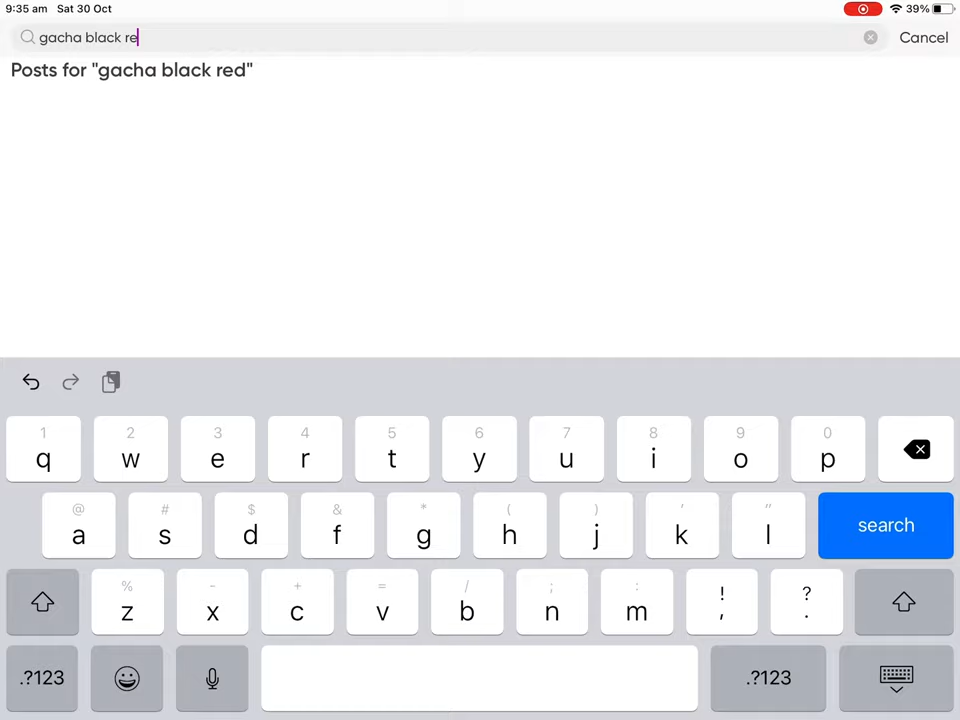 9:35 am Sat 30 Oct 39%
gacha black re Cancel
Posts for "gacha black red"
1 2 3 4 5 6 7 8 9 0
q w e r t y u i o p
@ # $ & * ( ) ' "
a s d f g h j k l search
% - + = / ; : ! ?
z x c v b n m , .
.?123 .?123